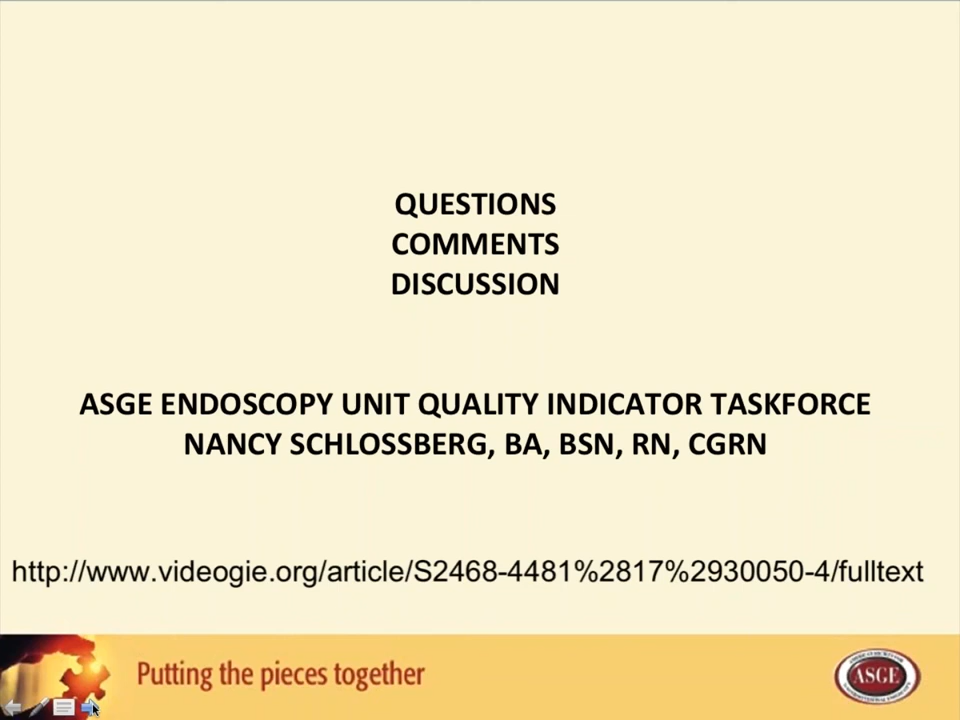 QUESTIONS
COMMENTS
DISCUSSION
ASGE ENDOSCOPY UNIT QUALITY INDICATOR TASKFORCE
NANCY SCHLOSSBERG, BA, BSN, RN, CGRN
http://www.videogie.org/article/S2468-4481%2817%2930050-4/fulltext
Putting the pieces together
ASGE